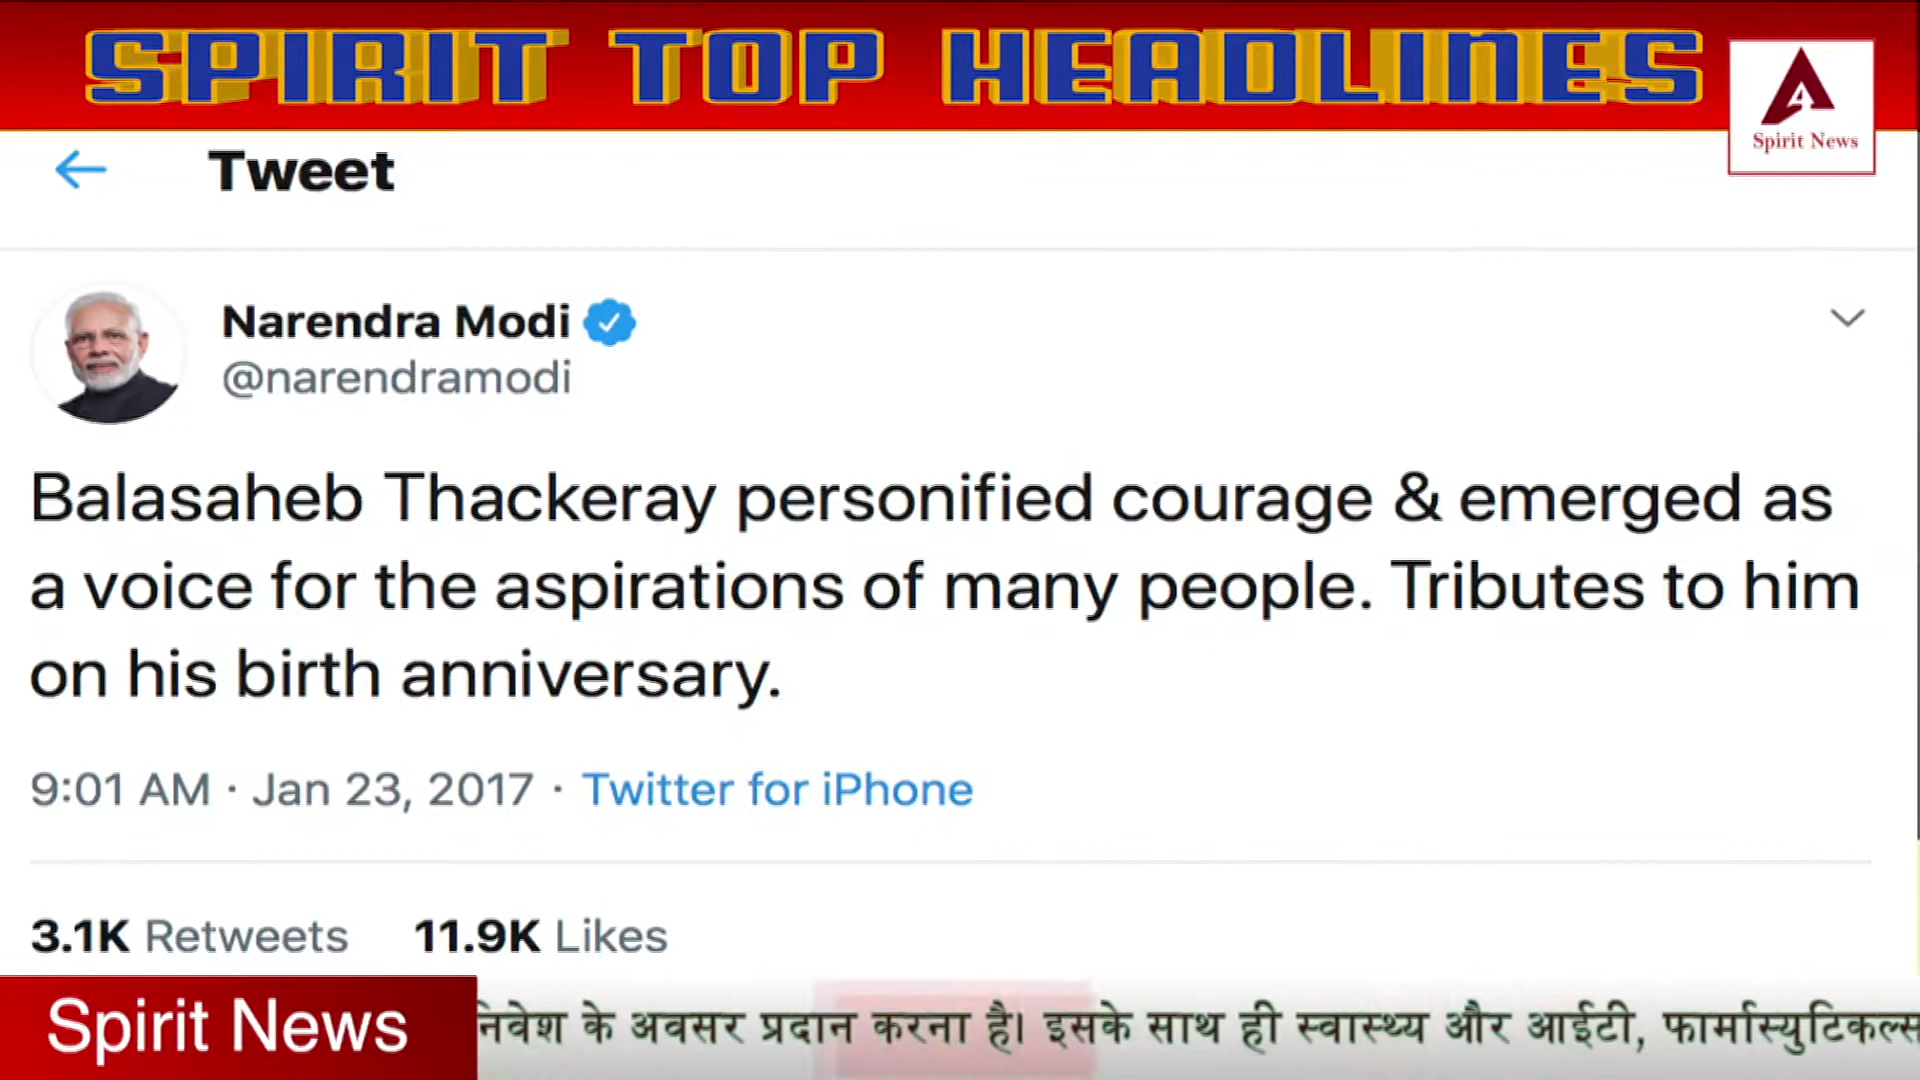 SPIRIT TOP HEADLINES
Spirit News
Tweet
Narendra Modi
@narendramodi
Balasaheb Thackeray personified courage & emerged as
a voice for the aspirations of many people. Tributes to him
on his birth anniversary.
9:01 AM · Jan 23, 2017 · Twitter for iPhone
3.1K Retweets 11.9K Likes
Spirit News
निवेश के अवसर प्रदान करना है। इसके साथ ही स्वास्थ्य और आईटी, फार्मास्युटिकल्स